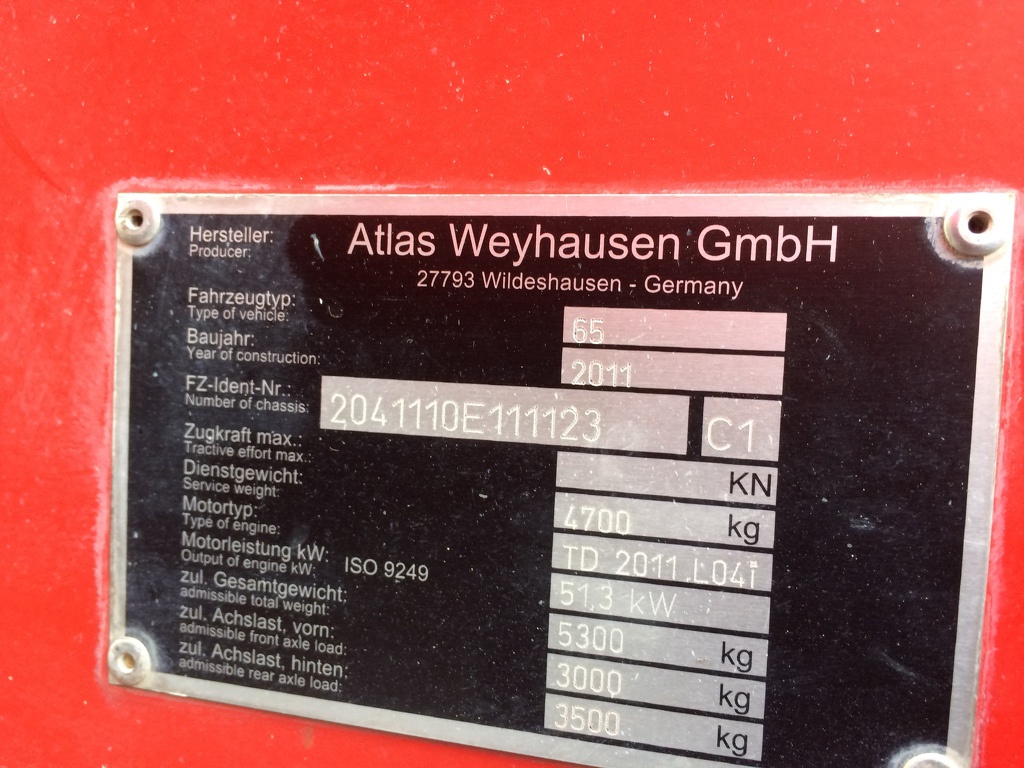 Hersteller: Atlas Weyhausen GmbH
Producer:
27793 Wildeshausen - Germany
Fahrzeugtyp: 65
Type of vehicle:
Baujahr: 2011
Year of construction:
FZ-Ident-Nr.: 2041110E111123 C1
Number of chassis:
Zugkraft max.: KN
Tractive effort max.:
Dienstgewicht: 4700 kg
Service weight:
Motortyp: TD 2011 L04i
Type of engine:
Motorleistung kW: ISO 9249 51,3 kW
Output of engine kW:
zul. Gesamtgewicht: 5300 kg
admissible total weight:
zul. Achslast, vorn: 3000 kg
admissible front axle load:
zul. Achslast, hinten: 3500 kg
admissible rear axle load: